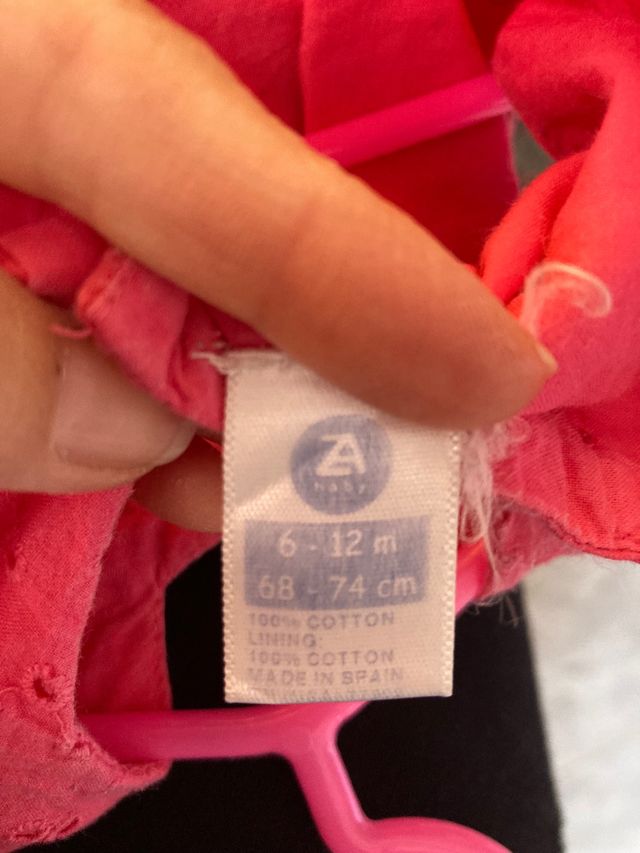 ZA
baby
6 - 12 m
68 - 74 cm
100% COTTON
LINING:
100% COTTON
MADE IN SPAIN